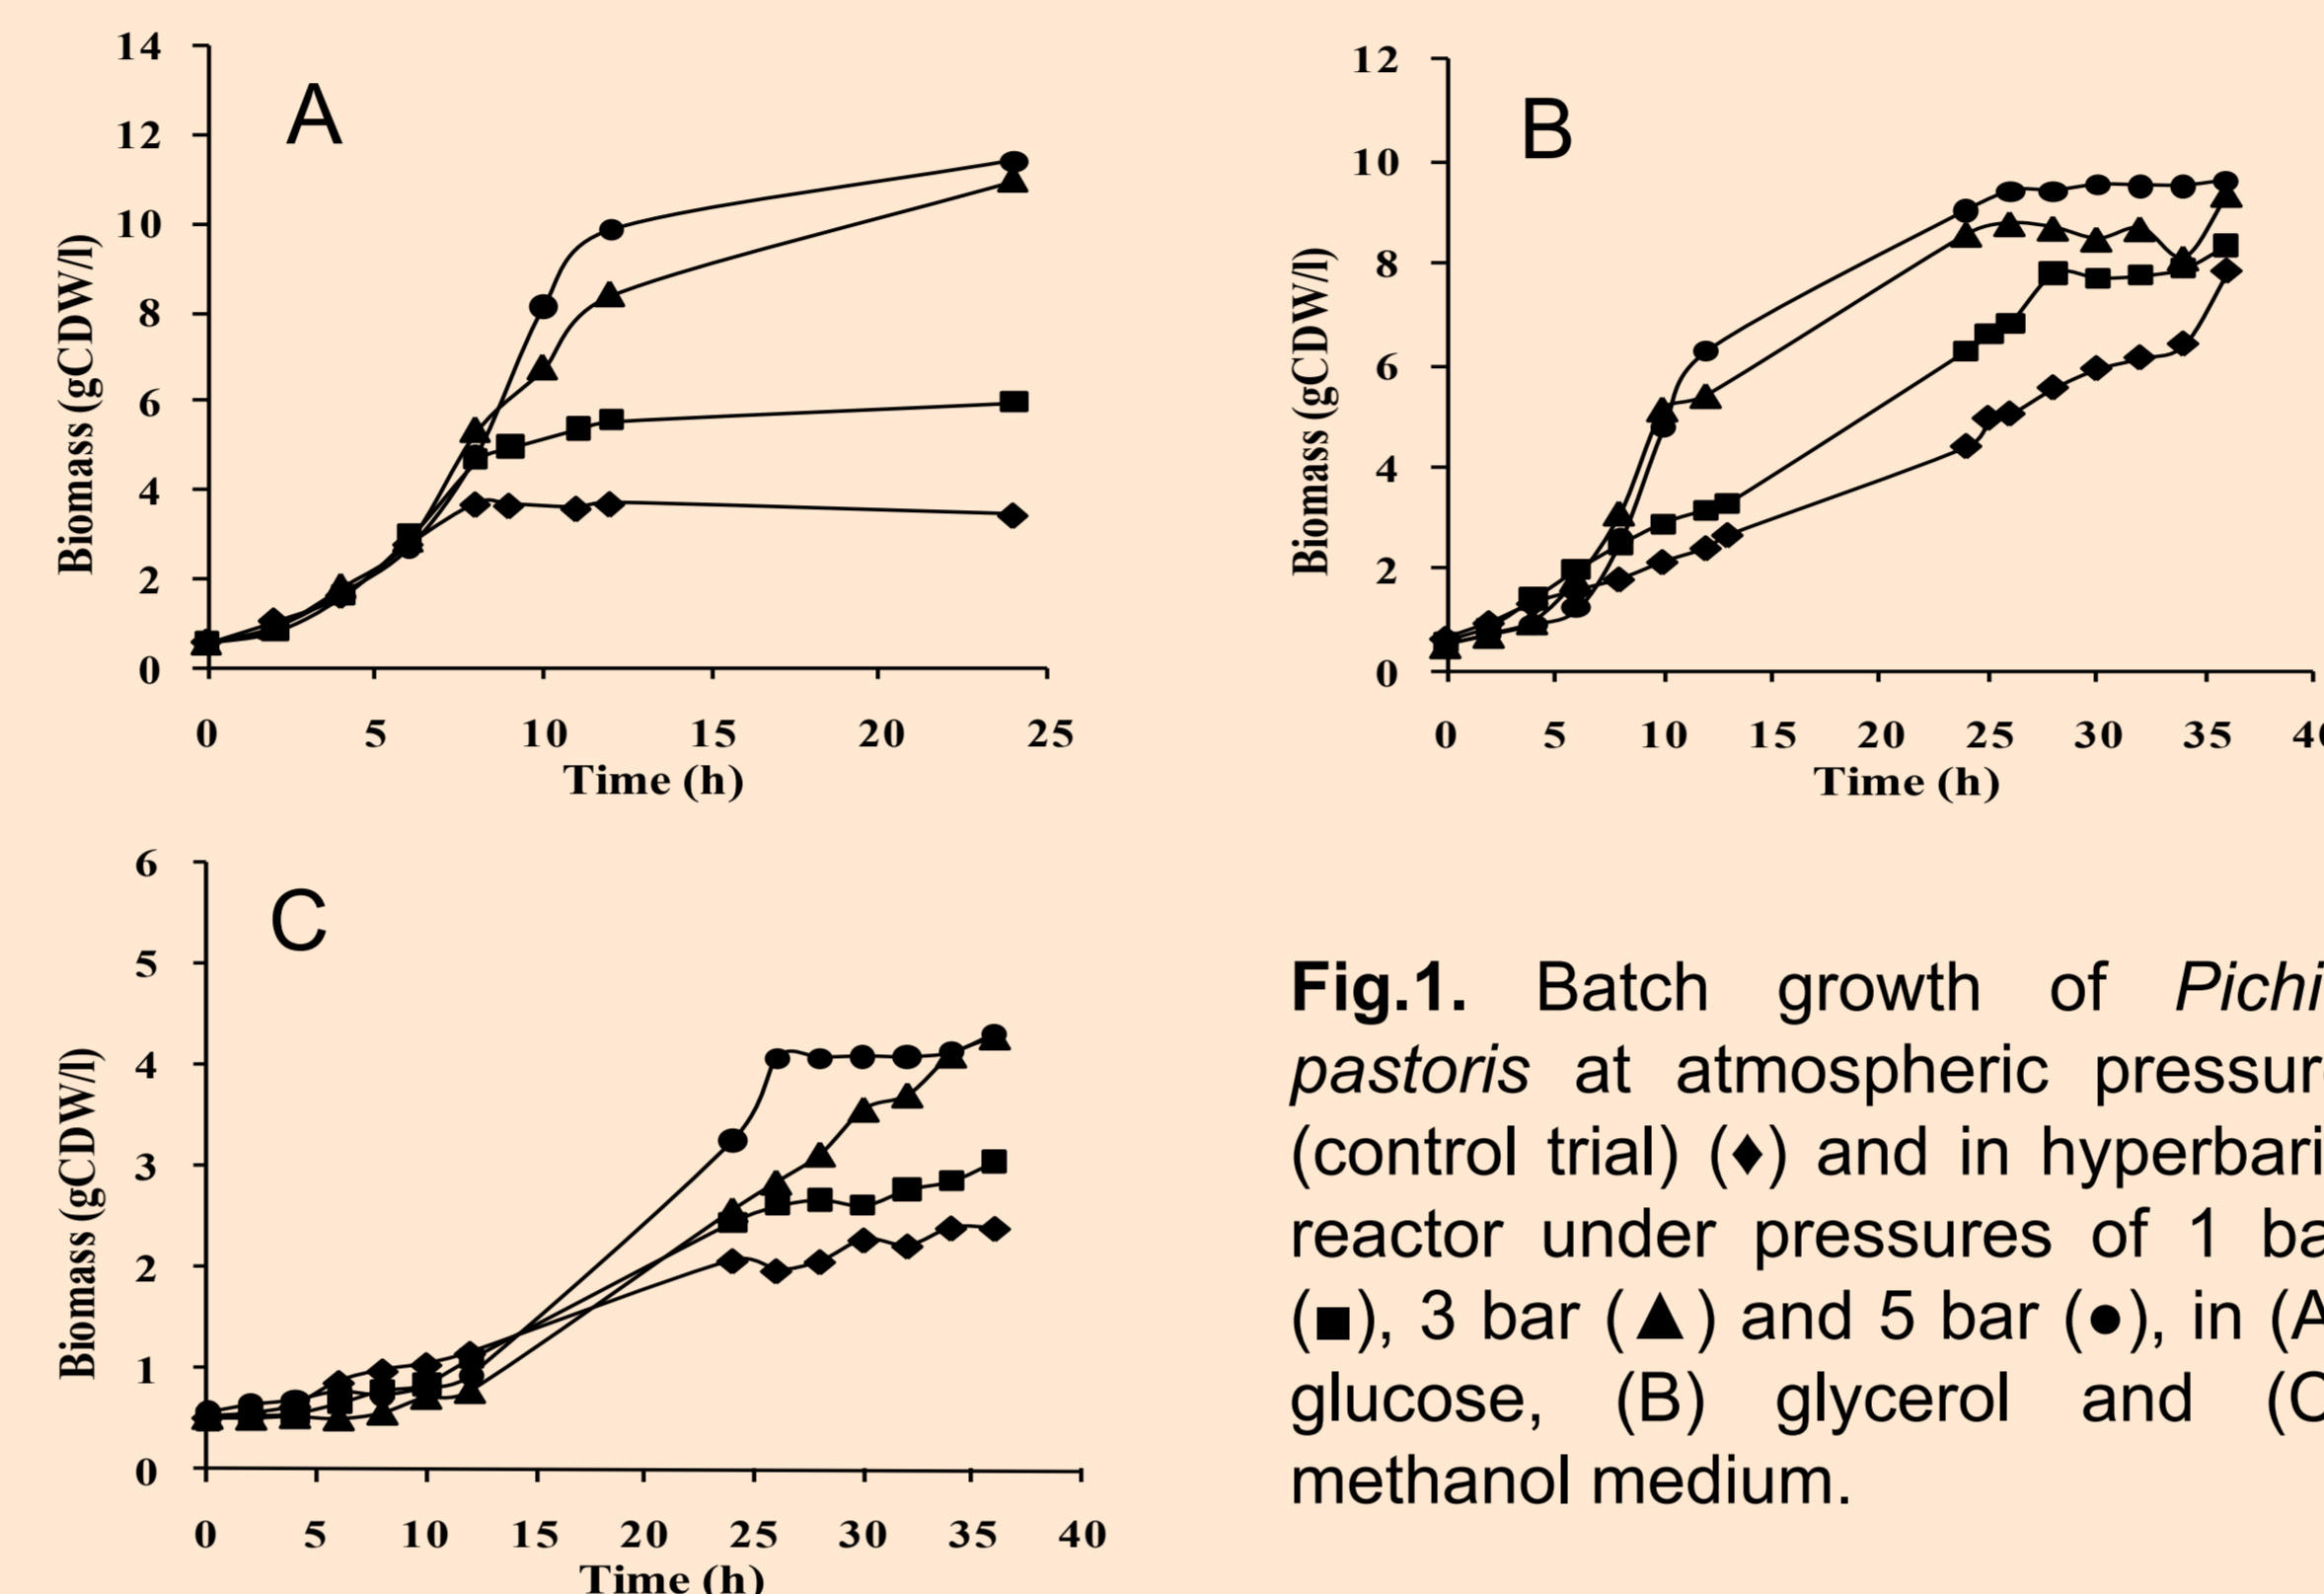 A
14
12
10
8
6
4
2
0
Biomass (gCDW/l)
0 5 10 15 20 25
Time (h)
B
12
10
8
6
4
2
0
Biomass (gCDW/l)
0 5 10 15 20 25 30 35
Time (h)
C
6
5
4
3
2
1
0
Biomass (gCDW/l)
0 5 10 15 20 25 30 35 40
Time (h)
Fig.1. Batch growth of Pichi
pastoris at atmospheric pressur
(control trial) (♦) and in hyperbari
reactor under pressures of 1 ba
(■), 3 bar (▲) and 5 bar (●), in (A
glucose, (B) glycerol and (C
methanol medium.